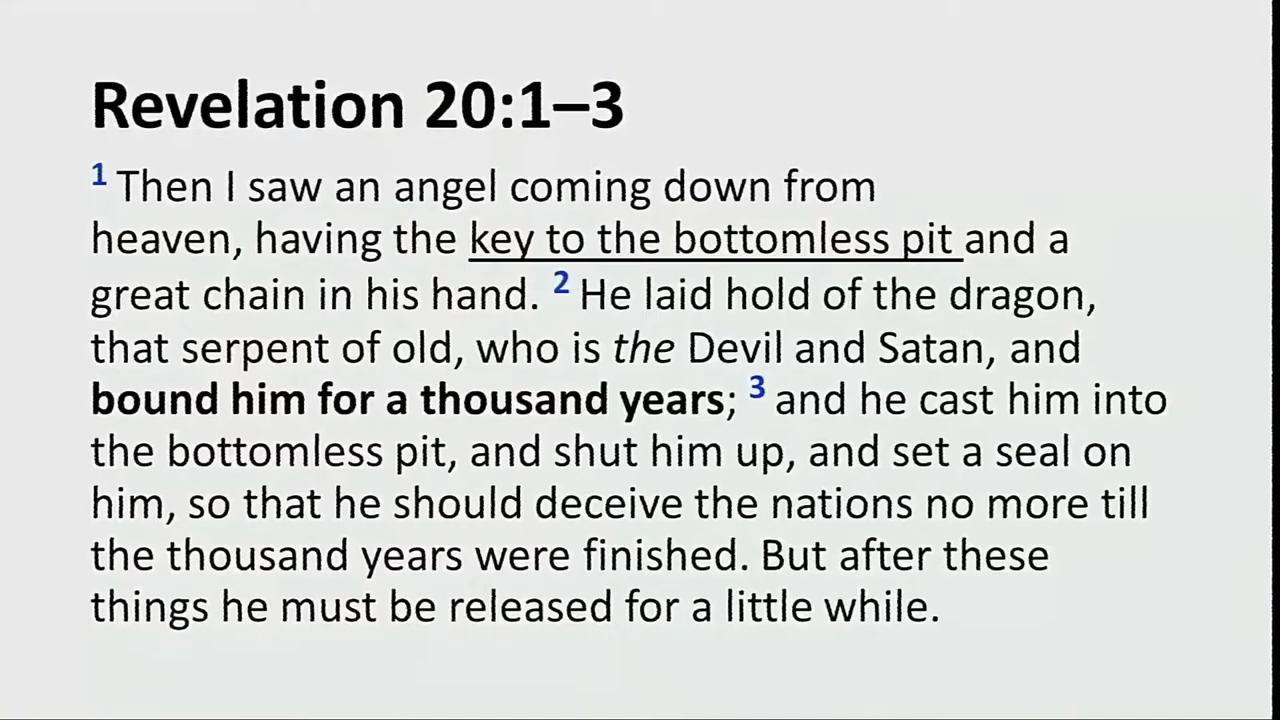 Revelation 20:1–3
1 Then I saw an angel coming down from
heaven, having the key to the bottomless pit and a
great chain in his hand. 2 He laid hold of the dragon,
that serpent of old, who is the Devil and Satan, and
bound him for a thousand years; 3 and he cast him into
the bottomless pit, and shut him up, and set a seal on
him, so that he should deceive the nations no more till
the thousand years were finished. But after these
things he must be released for a little while.